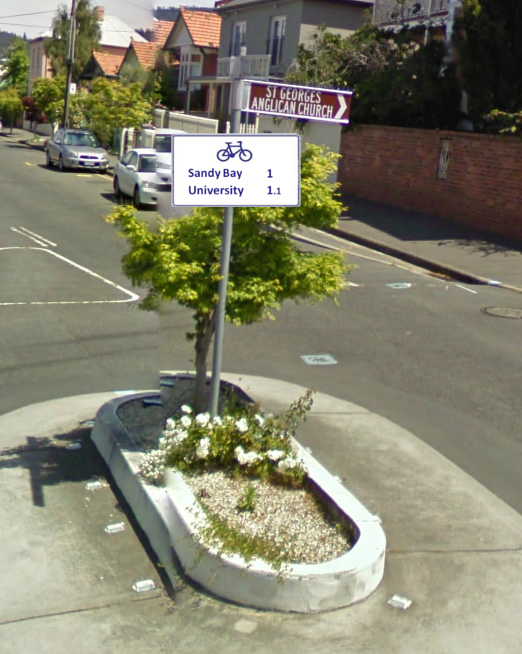 ST GEORGES
ANGLICAN CHURCH
Sandy Bay 1
University 1.1